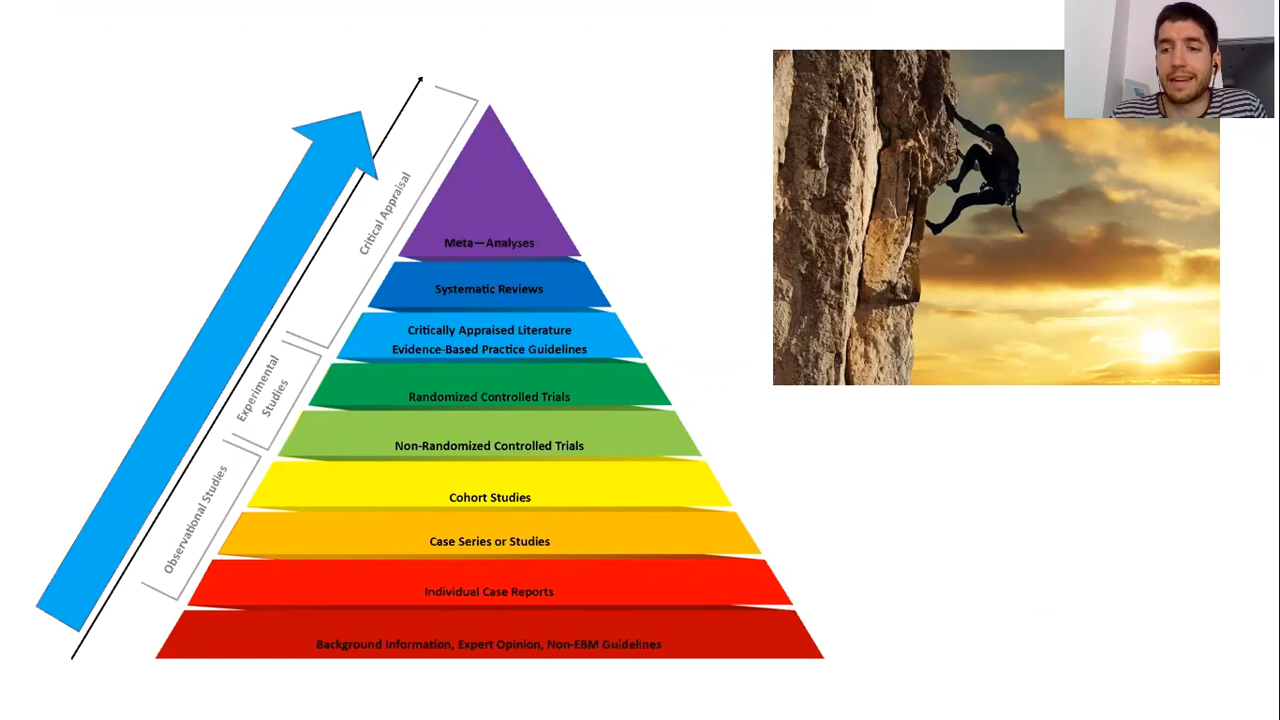 Critical Appraisal
Experimental
Studies
Observational Studies
Meta—Analyses
Systematic Reviews
Critically Appraised Literature
Evidence-Based Practice Guidelines
Randomized Controlled Trials
Non-Randomized Controlled Trials
Cohort Studies
Case Series or Studies
Individual Case Reports
Background Information, Expert Opinion, Non-EBM Guidelines